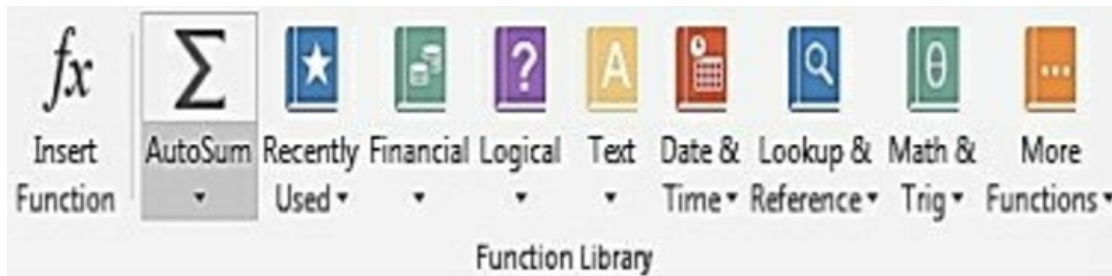 fx
Σ
?
A
θ
Insert
Function
AutoSum
Recently
Used
Financial
Logical
Text
Date &
Time
Lookup &
Reference
Math &
Trig
More
Functions
Function Library